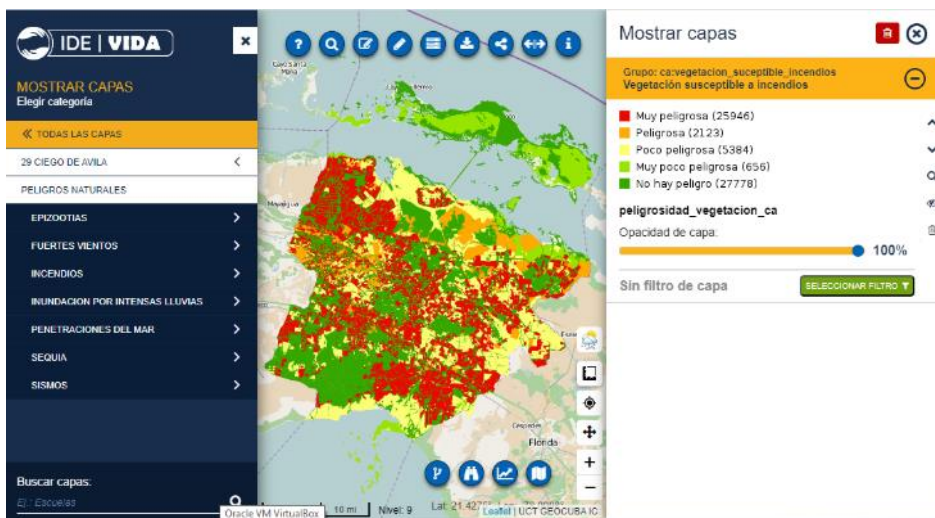 IDE | VIDA
MOSTRAR CAPAS
Elegir categoría
TODAS LAS CAPAS
29 CIEGO DE AVILA
PELIGROS NATURALES
EPIZOOTIAS
FUERTES VIENTOS
INCENDIOS
INUNDACION POR INTENSAS LLUVIAS
PENETRACIONES DEL MAR
SEQUIA
SISMOS
Buscar capas:
Ej.: Escuelas
Oracle VM VirtualBox
Cayo Santa
María
Florida
10 mi
Nivel: 9
Leaflet | UCT GEOCUBA IC
Mostrar capas
Grupo: ca:vegetacion_suceptible_incendios
Vegetación susceptible a incendios
Muy peligrosa (25946)
Peligrosa (2123)
Poco peligrosa (5384)
Muy poco peligrosa (656)
No hay peligro (27778)
peligrosidad_vegetacion_ca
Opacidad de capa:
100%
Sin filtro de capa
SELECCIONAR FILTRO